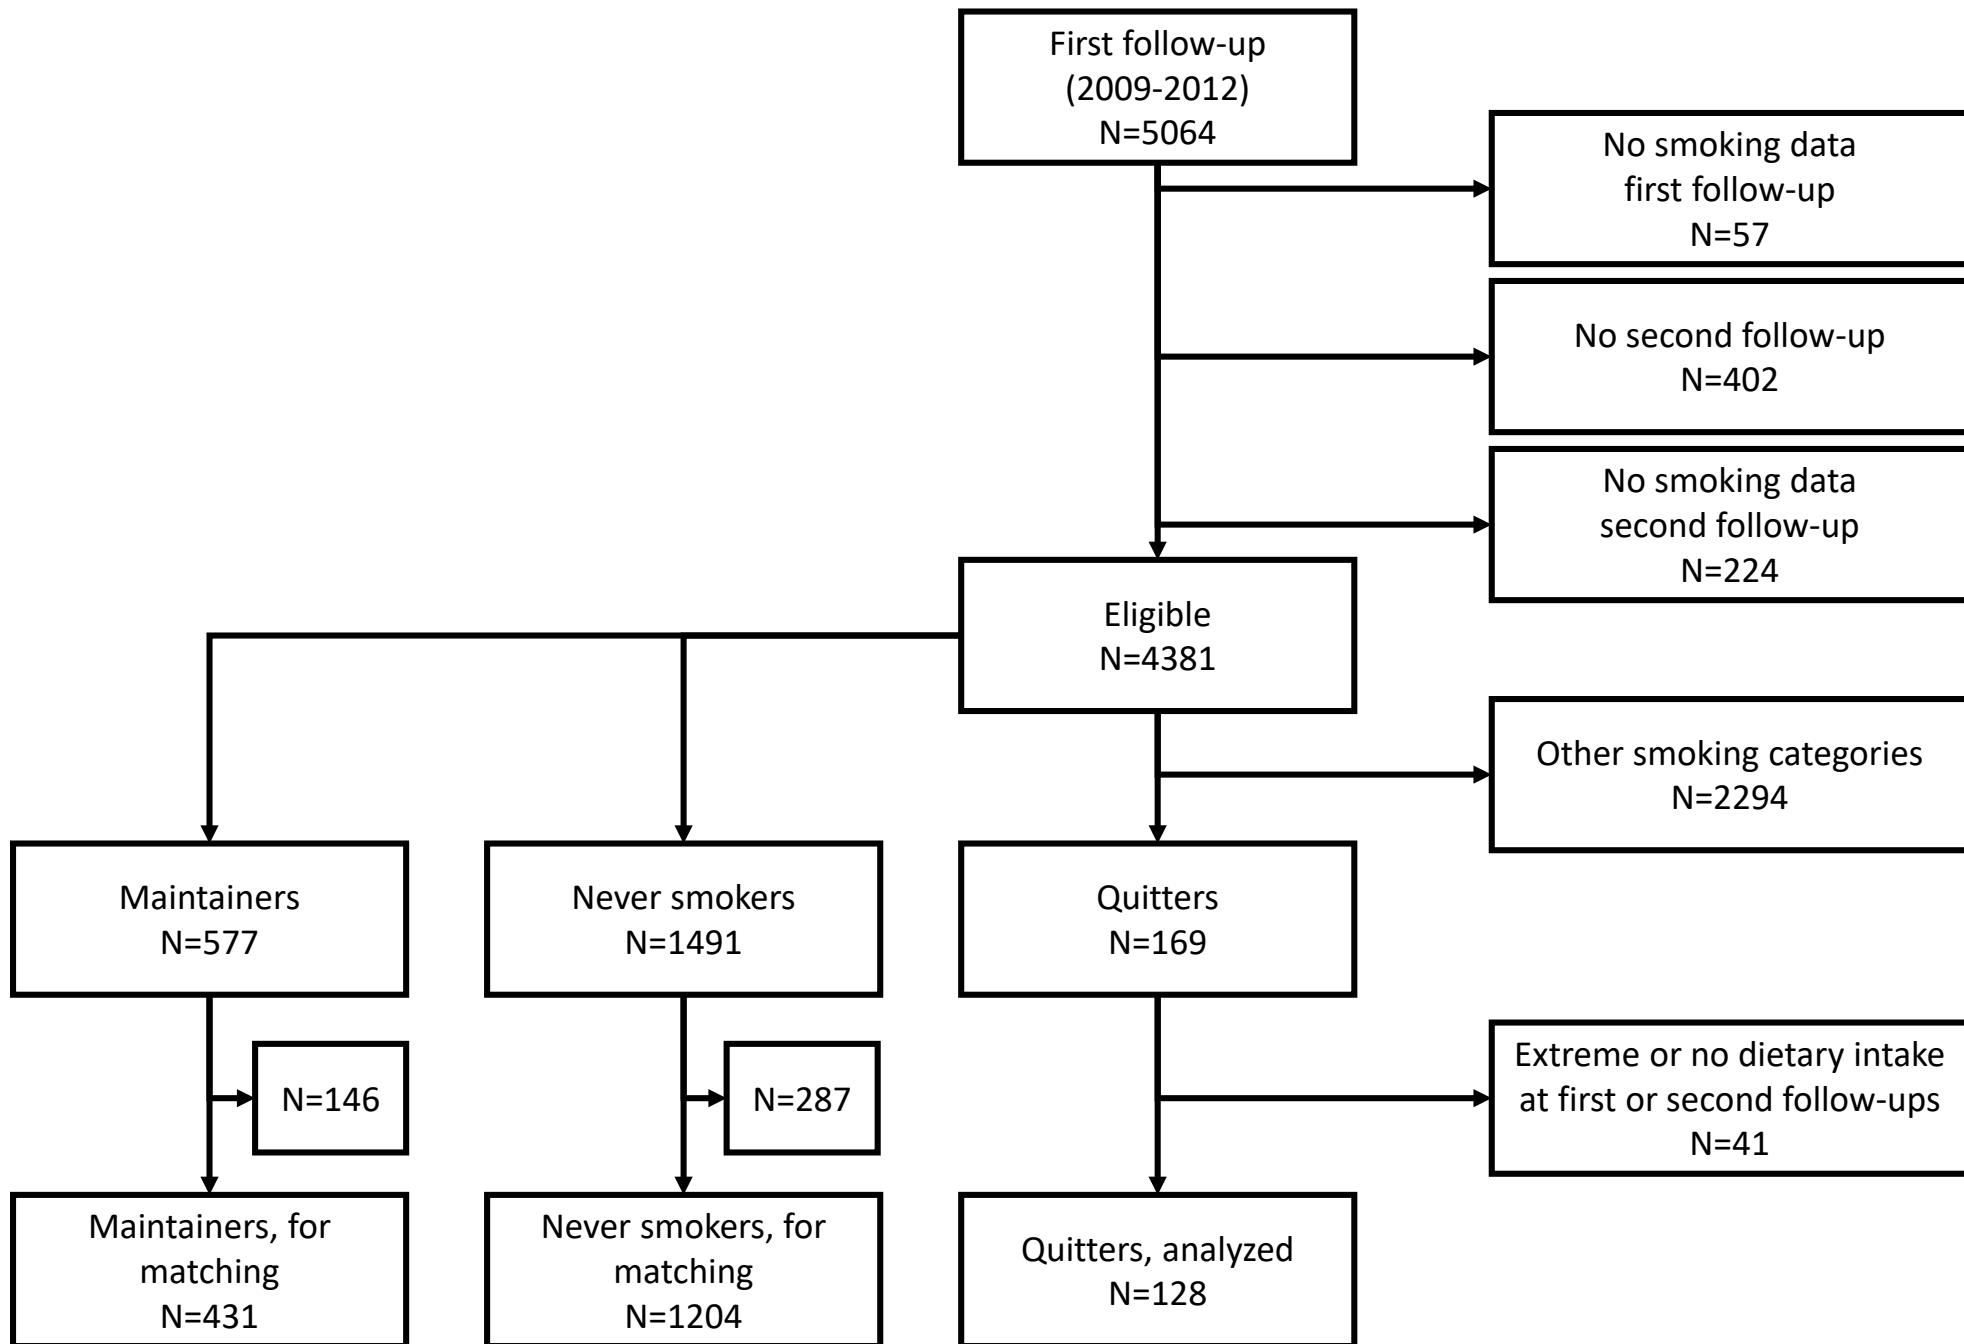 First follow-up
(2009-2012)
N=5064
No smoking data
first follow-up
N=57
No second follow-up
N=402
No smoking data
second follow-up
N=224
Eligible
N=4381
Other smoking categories
N=2294
Maintainers
N=577
Never smokers
N=1491
Quitters
N=169
N=146
N=287
Extreme or no dietary intake
at first or second follow-ups
N=41
Maintainers, for
matching
N=431
Never smokers, for
matching
N=1204
Quitters, analyzed
N=128